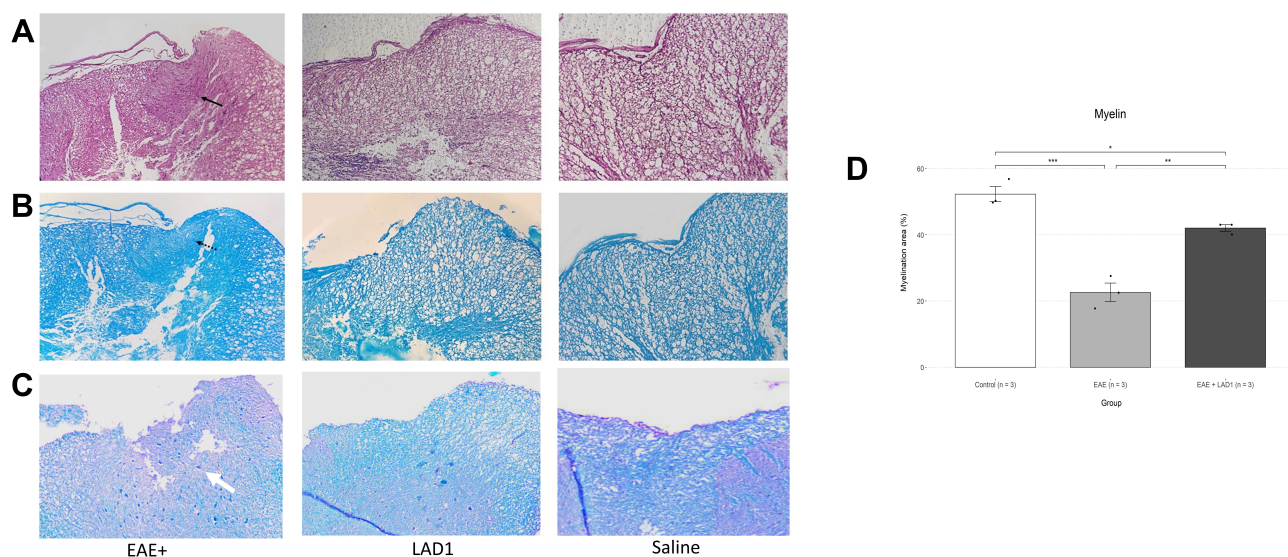 A
B
C
EAE+
LAD1
Saline
D
Myelin
*
***
**
60
40
20
0
Myelination area (%)
Control (n = 3)
EAE (n = 3)
EAE + LAD1 (n = 3)
Group